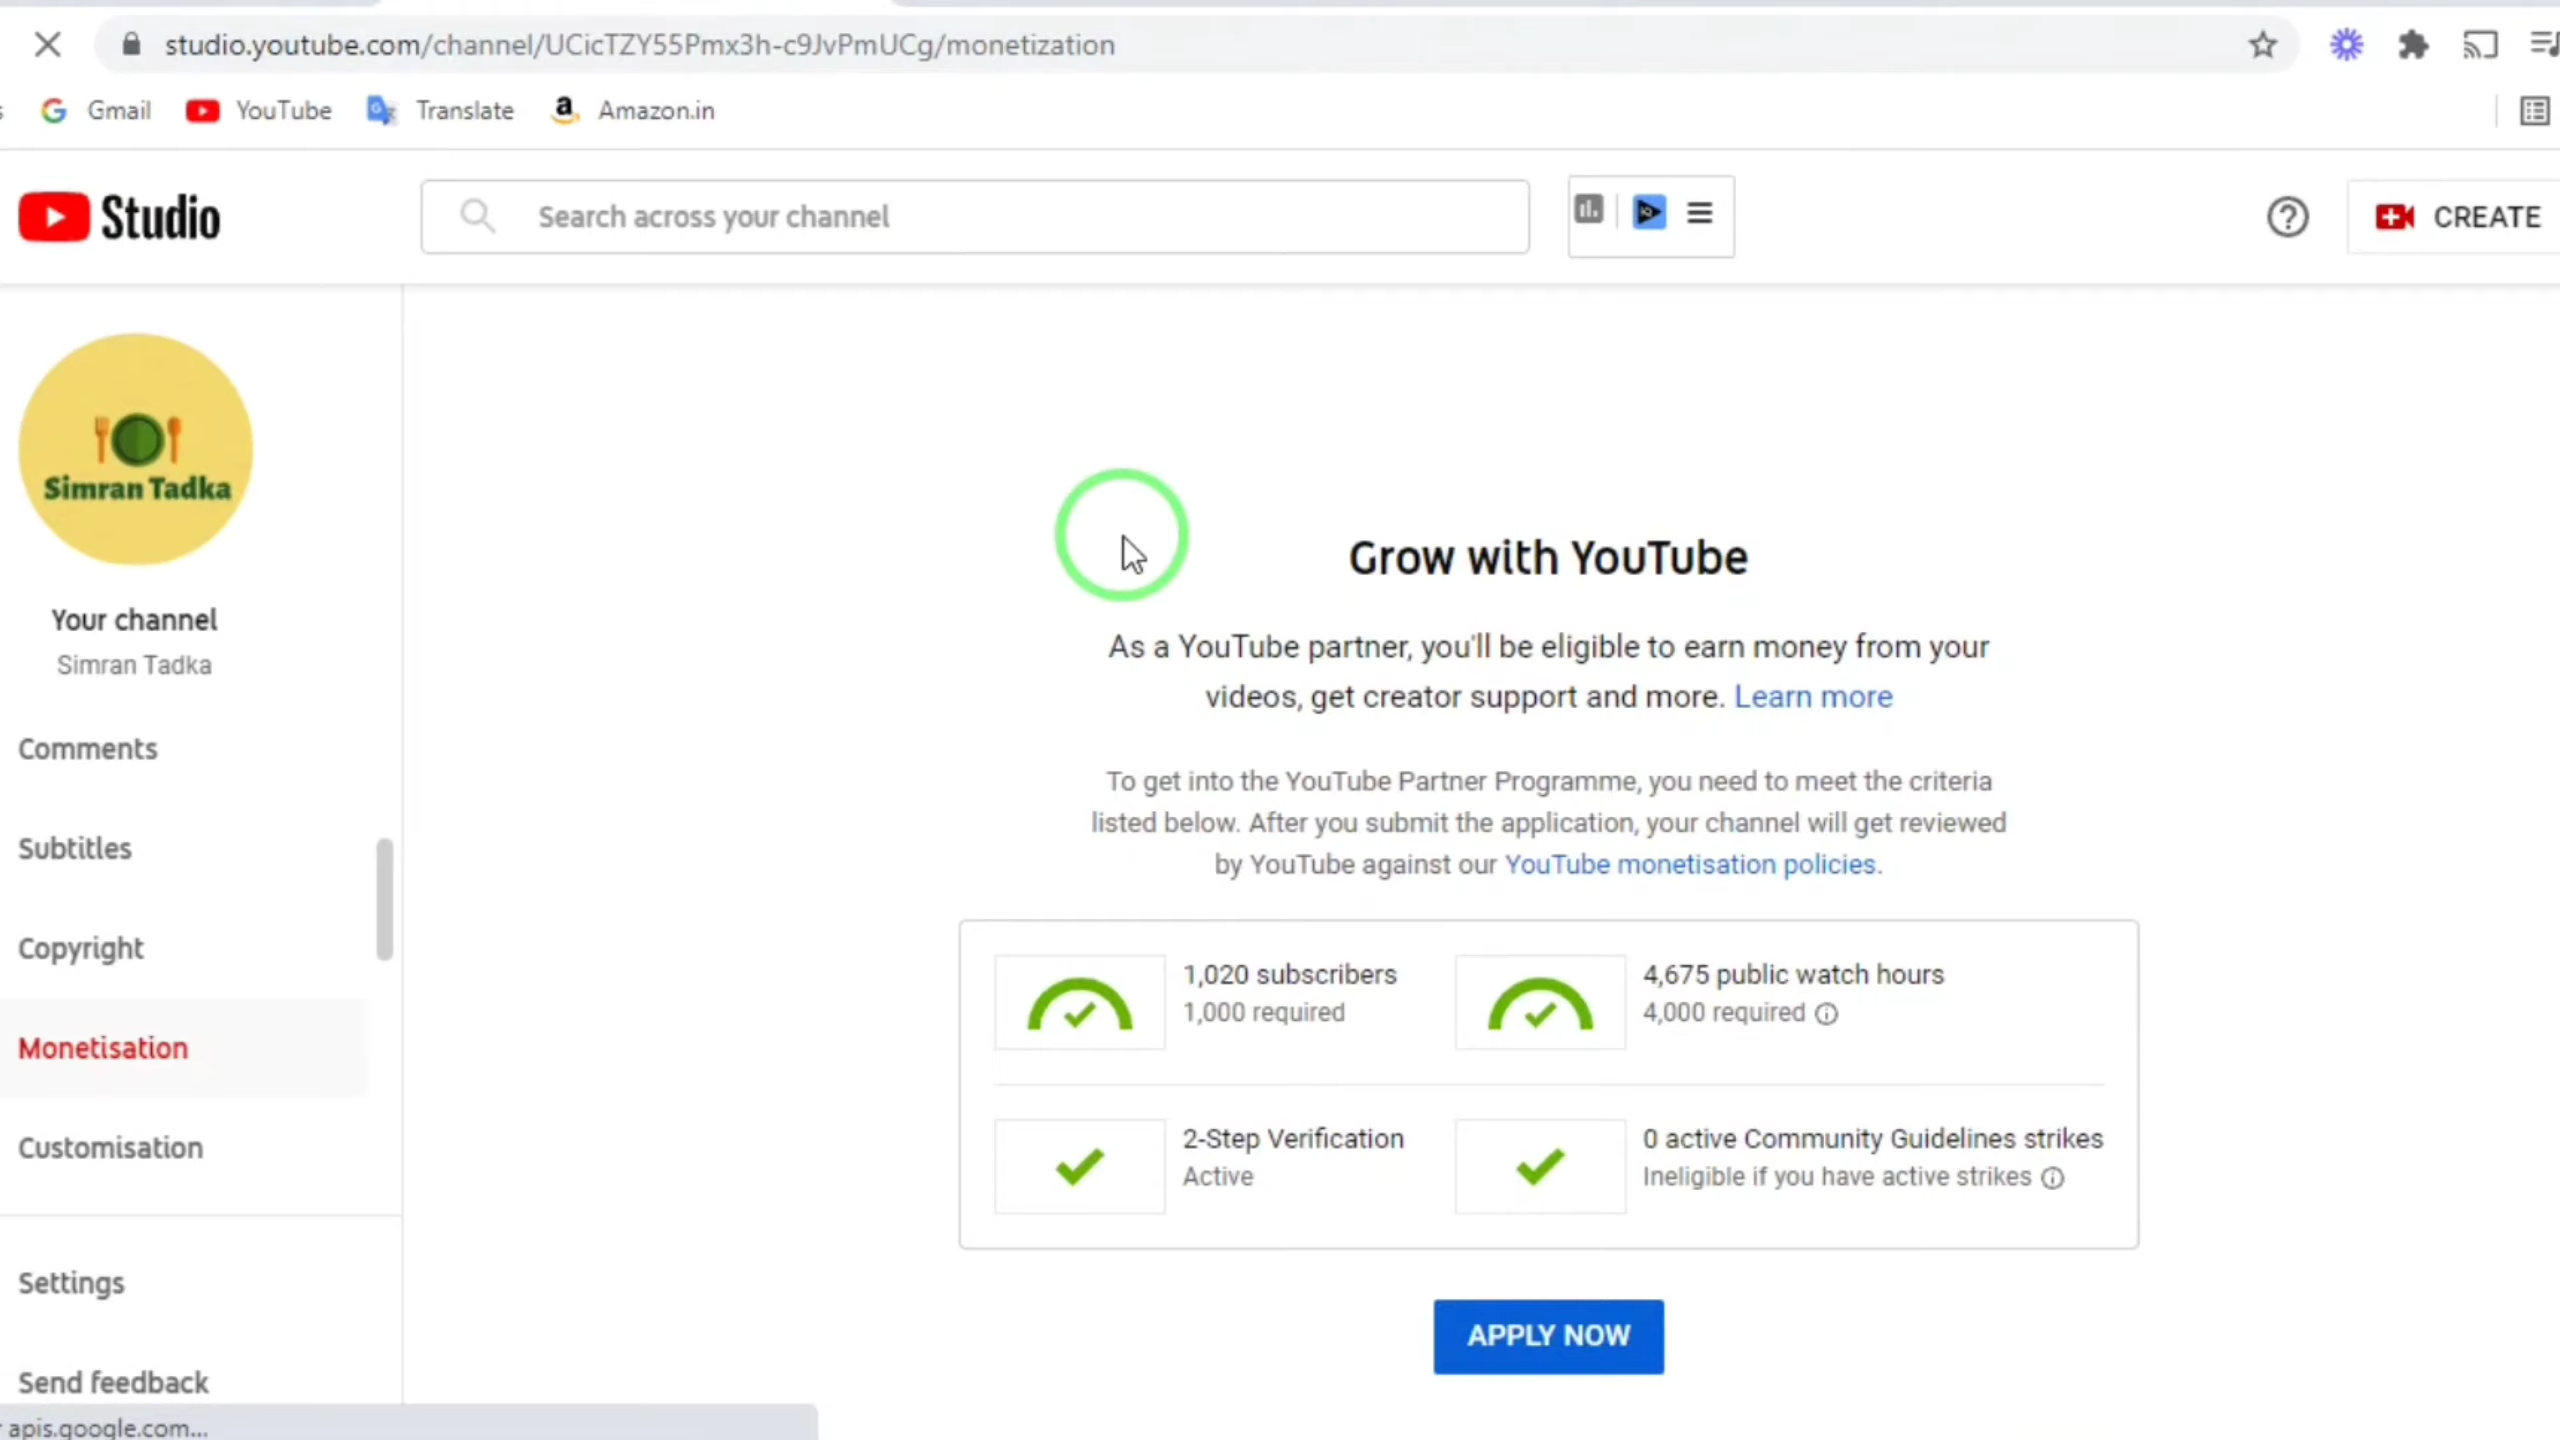 studio.youtube.com/channel/UCicTZY55Pmx3h-c9JvPmUCg/monetization
Gmail YouTube Translate Amazon.in
Studio
Search across your channel
CREATE
Simran Tadka
Your channel
Simran Tadka
Comments
Subtitles
Copyright
Monetisation
Customisation
Settings
Send feedback
apis.google.com...
Grow with YouTube
As a YouTube partner, you'll be eligible to earn money from your
videos, get creator support and more. Learn more
To get into the YouTube Partner Programme, you need to meet the criteria
listed below. After you submit the application, your channel will get reviewed
by YouTube against our YouTube monetisation policies.
1,020 subscribers
1,000 required
4,675 public watch hours
4,000 required
2-Step Verification
Active
0 active Community Guidelines strikes
Ineligible if you have active strikes
APPLY NOW